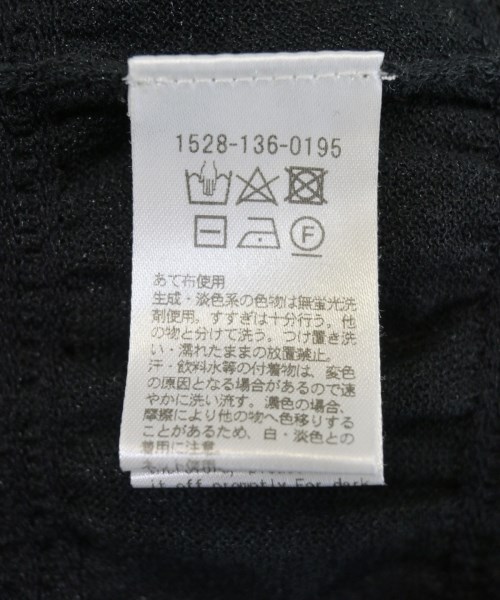 1528-136-0195
F
あて布使用
生成・淡色系の色物は無蛍光洗
剤使用。すすぎは十分行う。他
の物と分けて洗う。つけ置き洗
い・濡れたままの放置禁止。
汗・飲料水等の付着物は、変色
の原因となる場合があるので速
やかに洗い流す。濃色の場合、
摩擦により他の物へ色移りする
ことがあるため、白・淡色との
着用に注意
it off promptly.For dark